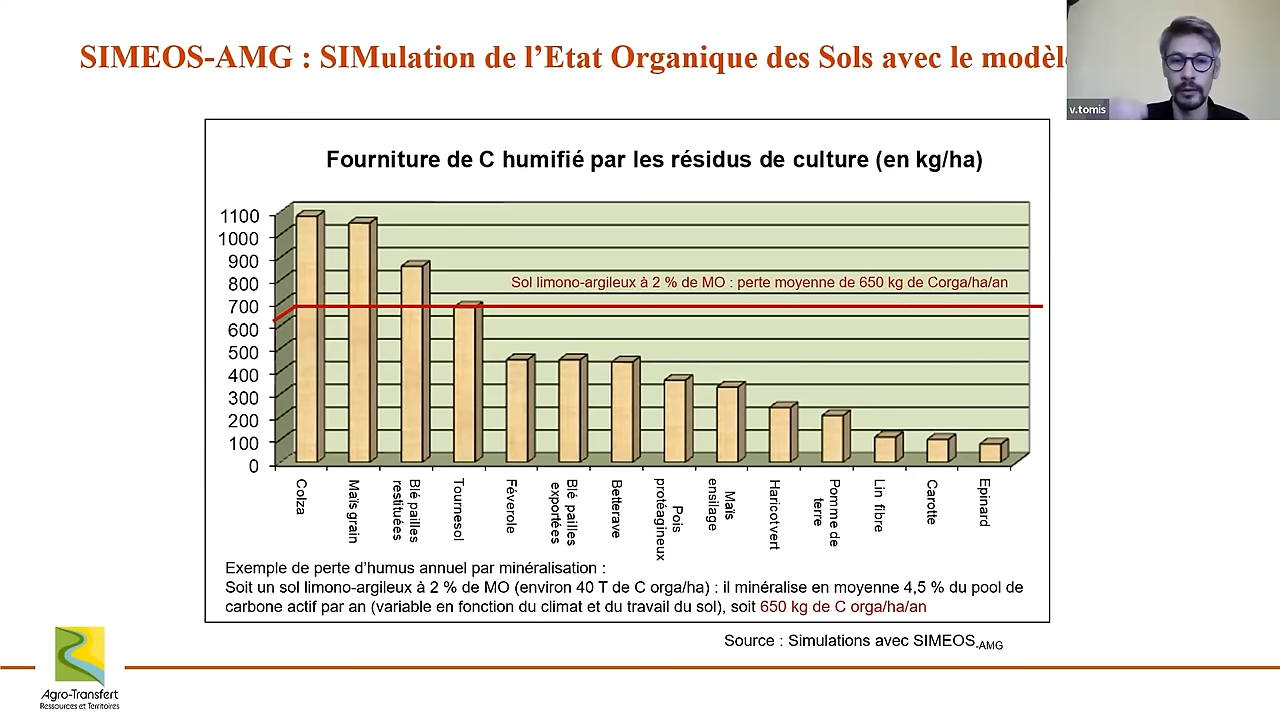 SIMEOS-AMG : SIMulation de l'Etat Organique des Sols avec le modèle
v.tomis
Fourniture de C humifié par les résidus de culture (en kg/ha)
1100
1000
900
800
700
600
500
400
300
200
100
0
Sol limono-argileux à 2 % de MO : perte moyenne de 650 kg de Corga/ha/an
Colza
Maïs grain
Blé pailles
restituées
Tournesol
Féverole
Blé pailles
exportées
Betterave
Pois
protéagineux
Maïs
ensilage
Haricotvert
Pomme de
terre
Lin fibre
Carotte
Epinard
Exemple de perte d'humus annuel par minéralisation :
Soit un sol limono-argileux à 2 % de MO (environ 40 T de C orga/ha) : il minéralise en moyenne 4,5 % du pool de
carbone actif par an (variable en fonction du climat et du travail du sol), soit 650 kg de C orga/ha/an
Source : Simulations avec SIMEOS-AMG
Agro-Transfert
Ressources et Territoires